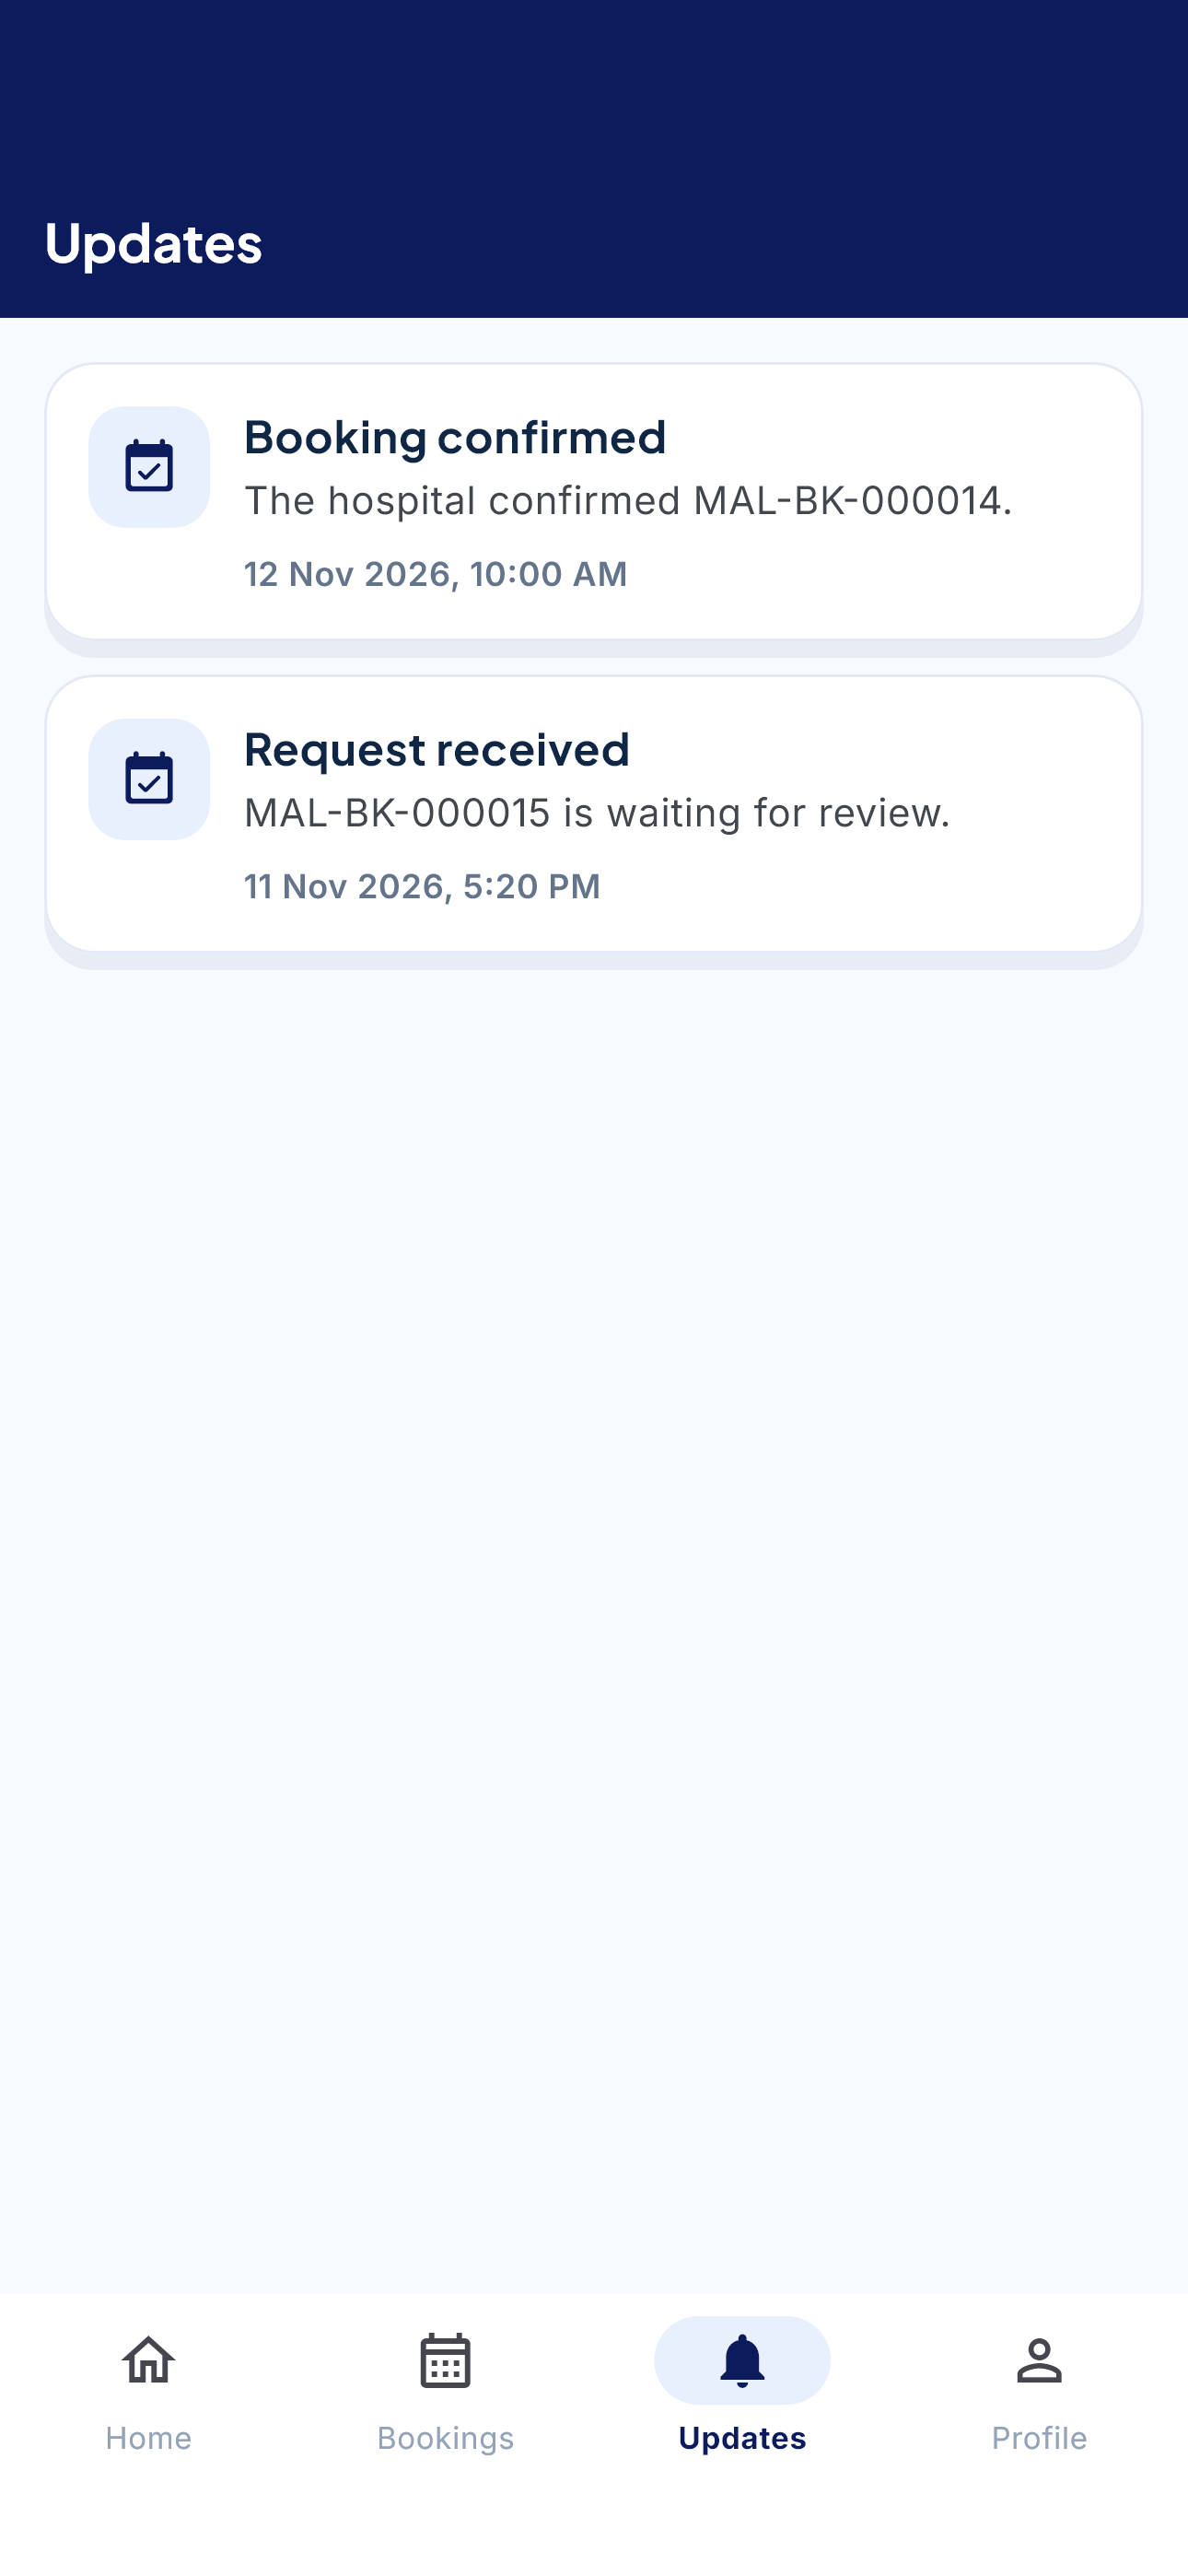 Updates
Booking confirmed
The hospital confirmed MAL-BK-000014.
12 Nov 2026, 10:00 AM
Request received
MAL-BK-000015 is waiting for review.
11 Nov 2026, 5:20 PM
Home
Bookings
Updates
Profile